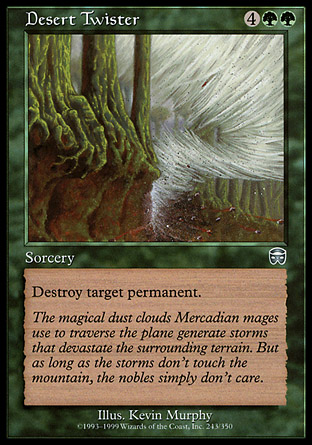 Desert Twister 4
Sorcery
Destroy target permanent.
The magical dust clouds Mercadian mages
use to traverse the plane generate storms
that devastate the surrounding terrain. But
as long as the storms don't touch the
mountain, the nobles simply don't care.
Illus. Kevin Murphy
©1993–1999 Wizards of the Coast, Inc. 243/350